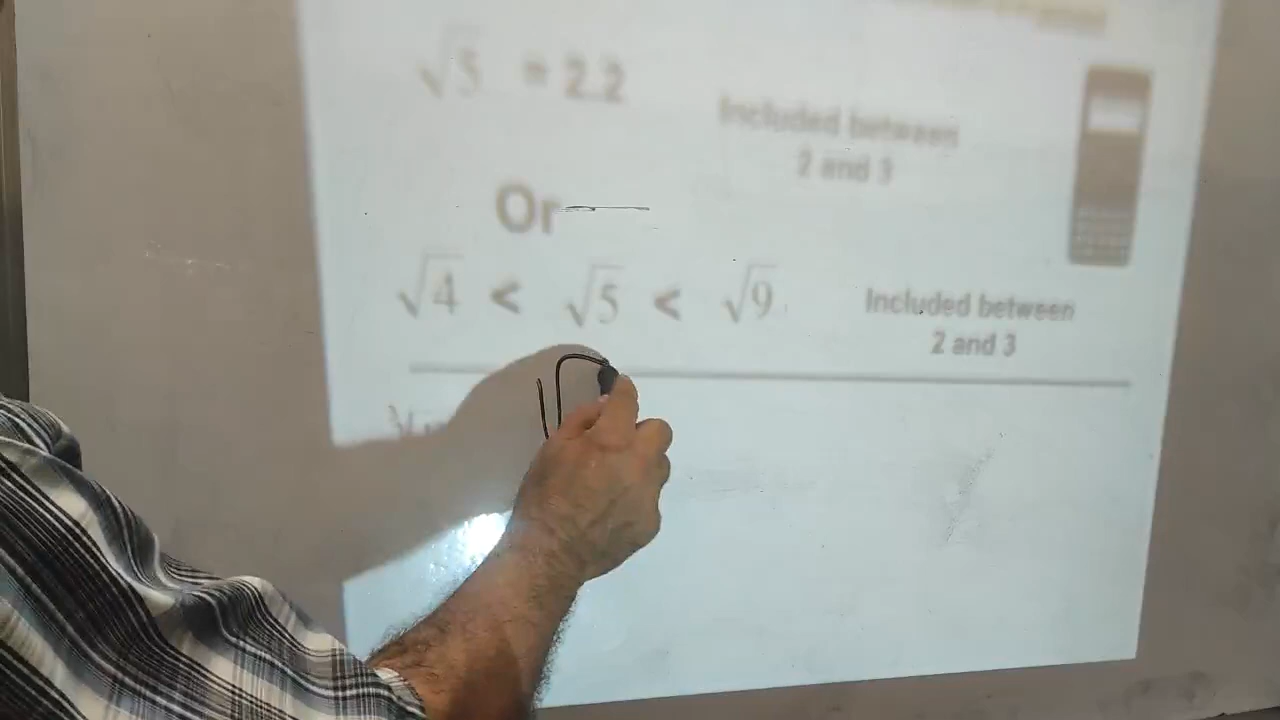 √5 = 2.2
Included between
2 and 3
Or
√4 < √5 < √9
Included between
2 and 3